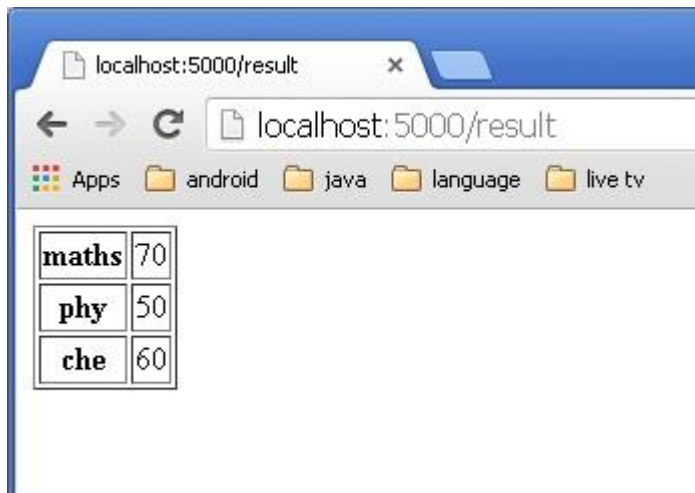 localhost:5000/result
localhost:5000/result
Apps android java language live tv
maths 70
phy 50
che 60